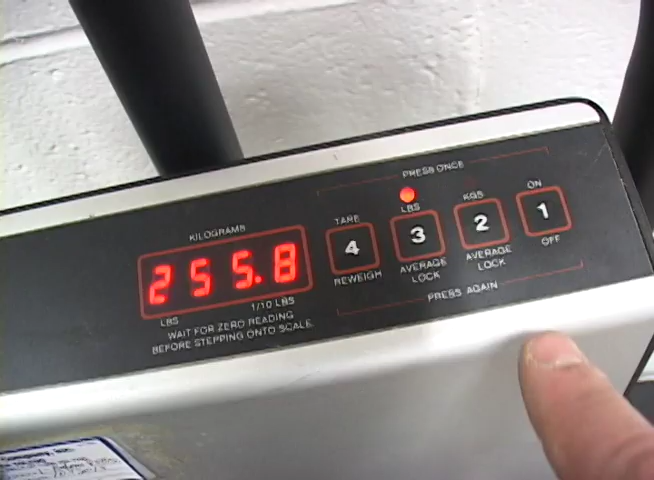 PRESS ONCE
KILOGRAMS
TARE
LBS
KGS
ON
255.8
4
3
2
1
REWEIGH
AVERAGE LOCK
AVERAGE LOCK
OFF
LBS
1/10 LBS
PRESS AGAIN
WAIT FOR ZERO READING
BEFORE STEPPING ONTO SCALE.